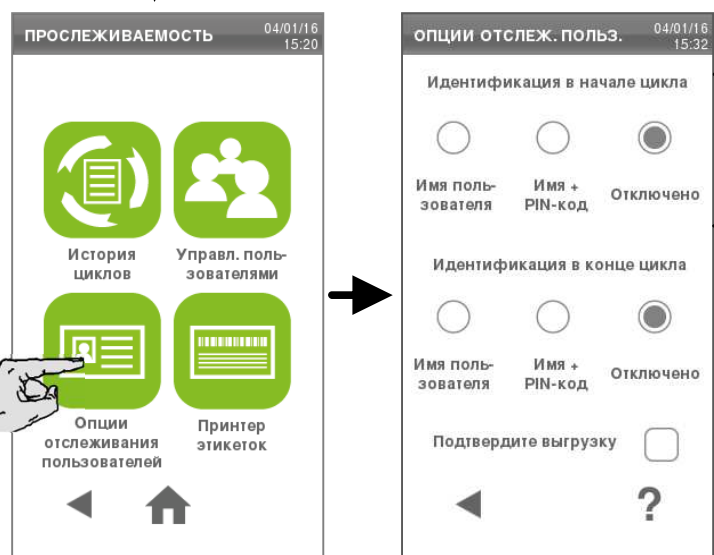 ПРОСЛЕЖИВАЕМОСТЬ
04/01/16
15:20
История
циклов
Управл. поль-
зователями
Опции
отслеживания
пользователей
Принтер
этикеток
ОПЦИИ ОТСЛЕЖ. ПОЛЬЗ.
04/01/16
15:32
Идентификация в начале цикла
Имя поль-
зователя
Имя +
PIN-код
Отключено
Идентификация в конце цикла
Имя поль-
зователя
Имя +
PIN-код
Отключено
Подтвердите выгрузку
?